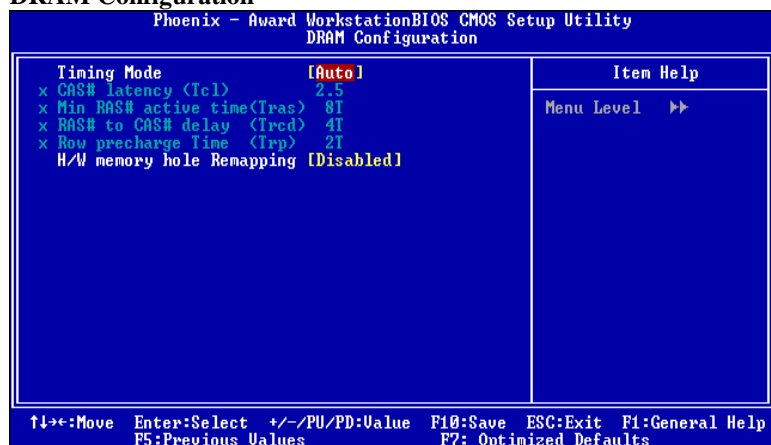 DRAM Configuration
Phoenix - Award WorkstationBIOS CMOS Setup Utility
DRAM Configuration
Timing Mode [Auto]
x CAS# latency (Tcl) 2.5
x Min RAS# active time(Tras) 8T
x RAS# to CAS# delay (Trcd) 4T
x Row precharge Time (Trp) 2T
H/W memory hole Remapping [Disabled]
Item Help
Menu Level ▶▶
↑↓→←:Move Enter:Select +/-/PU/PD:Value F10:Save ESC:Exit F1:General Help
F5:Previous Values F7: Optimized Defaults